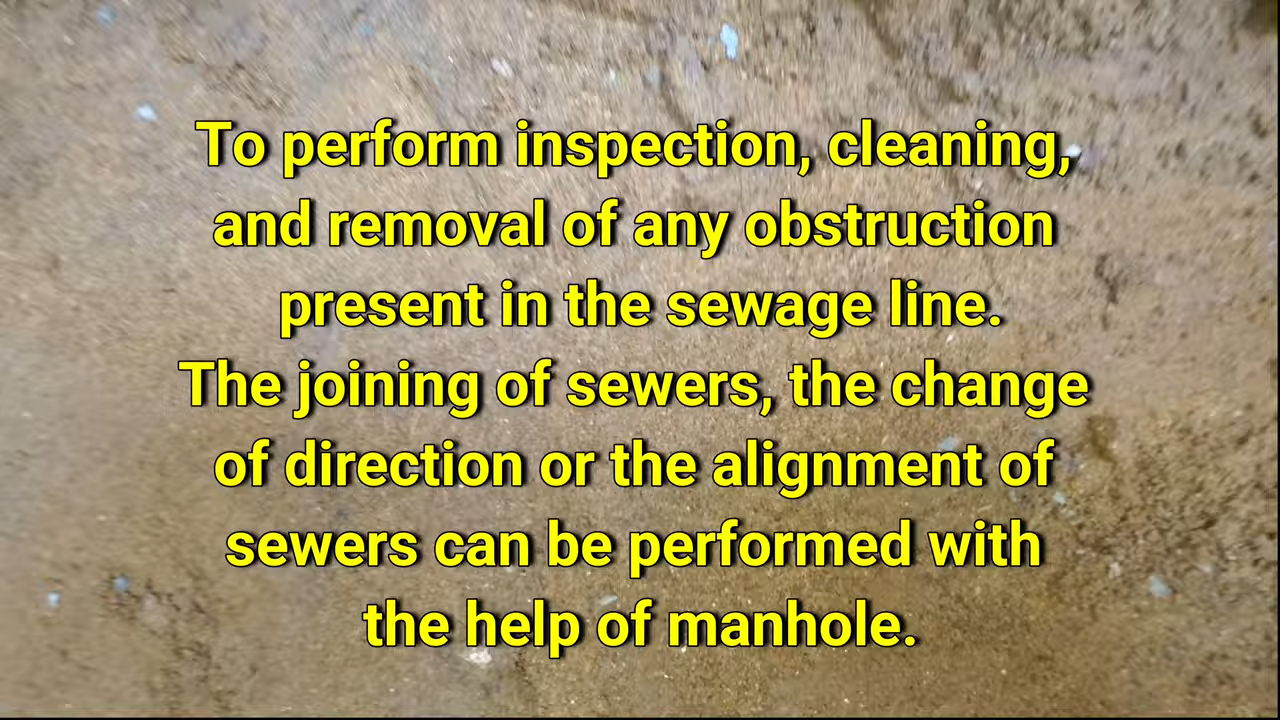 To perform inspection, cleaning,
and removal of any obstruction
present in the sewage line.
The joining of sewers, the change
of direction or the alignment of
sewers can be performed with
the help of manhole.